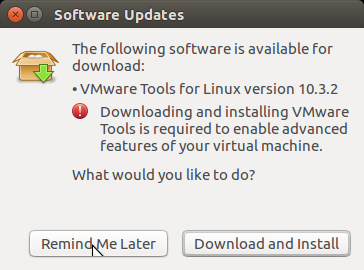 Software Updates
The following software is available for
download:
• VMware Tools for Linux version 10.3.2
Downloading and installing VMware
Tools is required to enable advanced
features of your virtual machine.
What would you like to do?
Remind Me Later
Download and Install